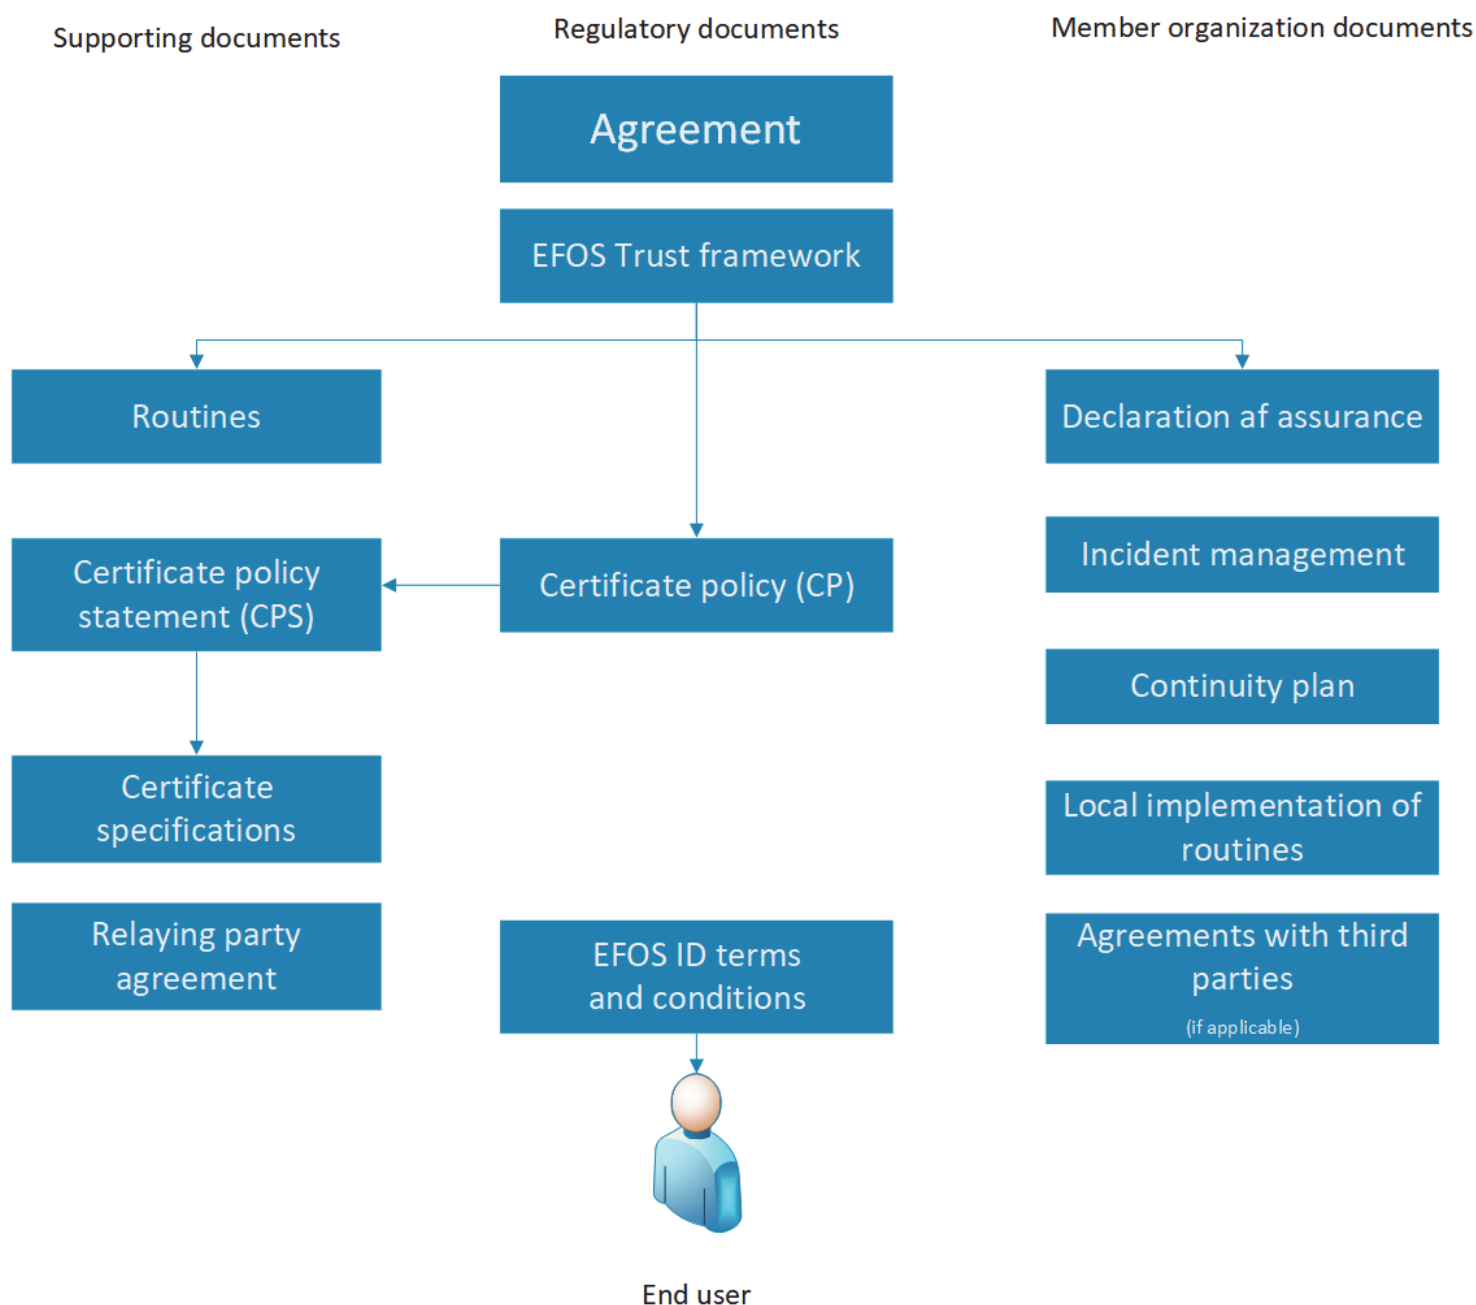 Supporting documents
Regulatory documents
Member organization documents
Agreement
EFOS Trust framework
Routines
Declaration af assurance
Certificate policy
statement (CPS)
Certificate policy (CP)
Incident management
Continuity plan
Certificate
specifications
Local implementation of
routines
Relaying party
agreement
EFOS ID terms
and conditions
Agreements with third
parties
(if applicable)
End user